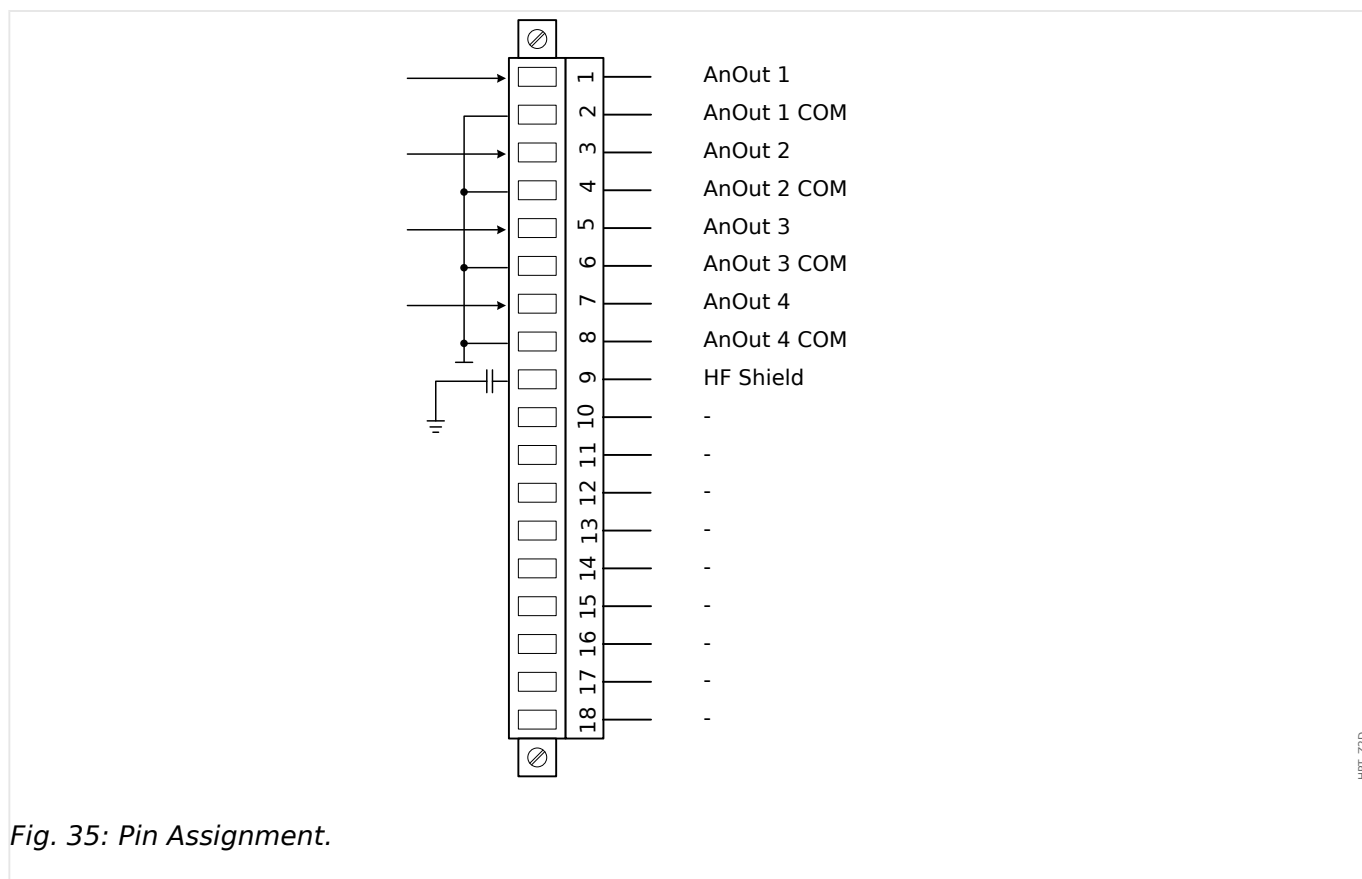 1 AnOut 1
2 AnOut 1 COM
3 AnOut 2
4 AnOut 2 COM
5 AnOut 3
6 AnOut 3 COM
7 AnOut 4
8 AnOut 4 COM
9 HF Shield
10 -
11 -
12 -
13 -
14 -
15 -
16 -
17 -
18 -
Fig. 35: Pin Assignment.